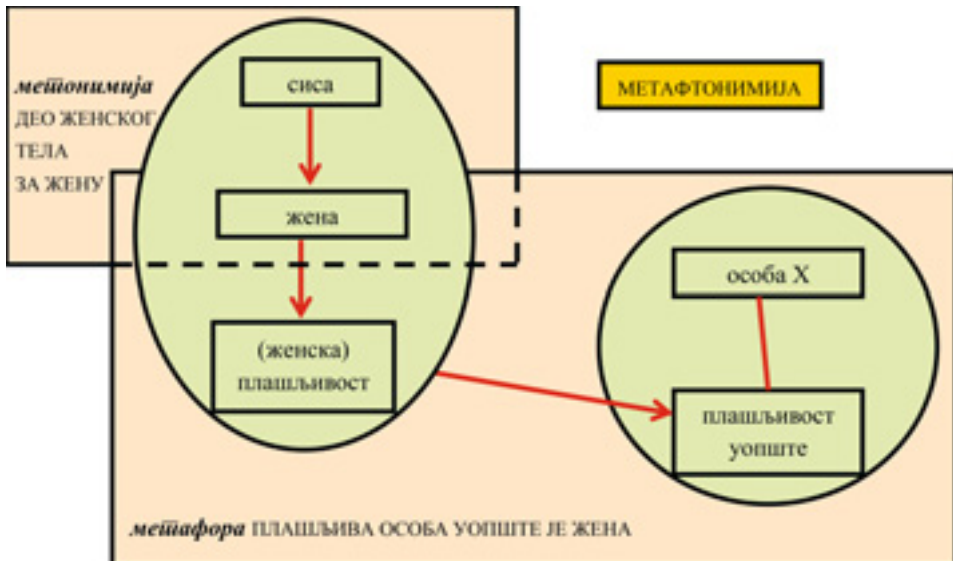 метонимија
ДЕО ЖЕНСКОГ
ТЕЛА
ЗА ЖЕНУ
сиса
жена
(женска)
плашљивост
МЕТАФТОНИМИЈА
особа X
плашљивост
уопште
метафора ПЛАШЉИВА ОСОБА УОПШТЕ ЈЕ ЖЕНА